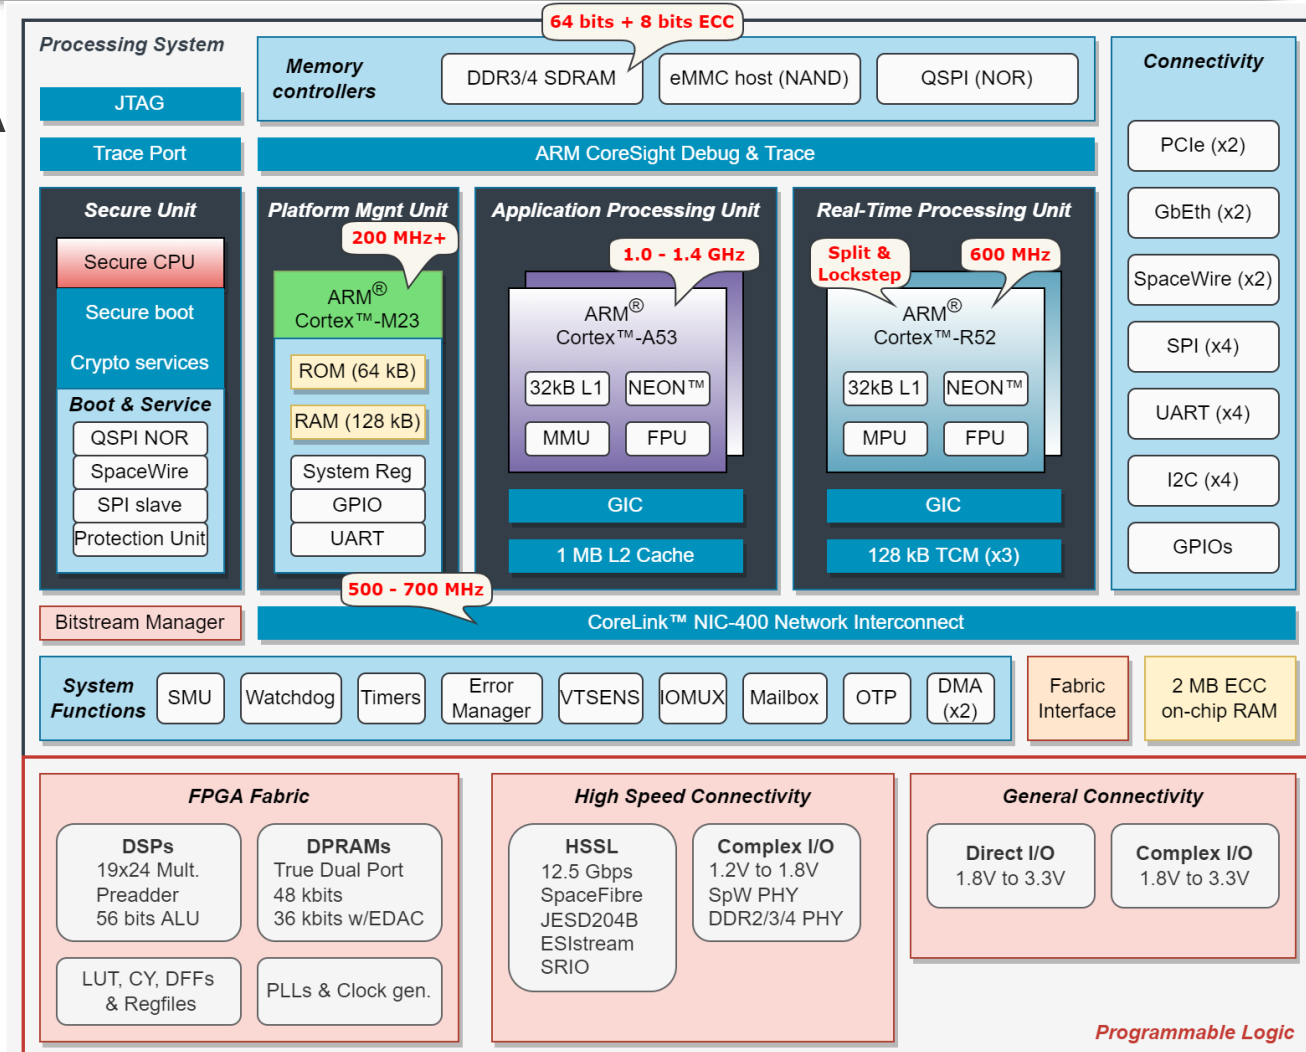 64 bits + 8 bits ECC
Processing System
Memory
controllers
DDR3/4 SDRAM
eMMC host (NAND)
QSPI (NOR)
Connectivity
JTAG
Trace Port
ARM CoreSight Debug & Trace
PCIe (x2)
GbEth (x2)
SpaceWire (x2)
SPI (x4)
UART (x4)
I2C (x4)
GPIOs
Secure Unit
Secure CPU
Secure boot
Crypto services
Boot & Service
QSPI NOR
SpaceWire
SPI slave
Protection Unit
Platform Mgnt Unit
200 MHz+
ARM®
Cortex™-M23
ROM (64 kB)
RAM (128 kB)
System Reg
GPIO
UART
Application Processing Unit
1.0 - 1.4 GHz
ARM®
Cortex™-A53
32kB L1
NEON™
MMU
FPU
GIC
1 MB L2 Cache
Real-Time Processing Unit
Split &
Lockstep
600 MHz
ARM®
Cortex™-R52
32kB L1
NEON™
MPU
FPU
GIC
128 kB TCM (x3)
500 - 700 MHz
Bitstream Manager
CoreLink™ NIC-400 Network Interconnect
System
Functions
SMU
Watchdog
Timers
Error
Manager
VTSENS
IOMUX
Mailbox
OTP
DMA
(x2)
Fabric
Interface
2 MB ECC
on-chip RAM
FPGA Fabric
DSPs
19x24 Mult.
Preadder
56 bits ALU
DPRAMs
True Dual Port
48 kbits
36 kbits w/EDAC
LUT, CY, DFFs
& Regfiles
PLLs & Clock gen.
High Speed Connectivity
HSSL
12.5 Gbps
SpaceFibre
JESD204B
ESIstream
SRIO
Complex I/O
1.2V to 1.8V
SpW PHY
DDR2/3/4 PHY
General Connectivity
Direct I/O
1.8V to 3.3V
Complex I/O
1.8V to 3.3V
Programmable Logic